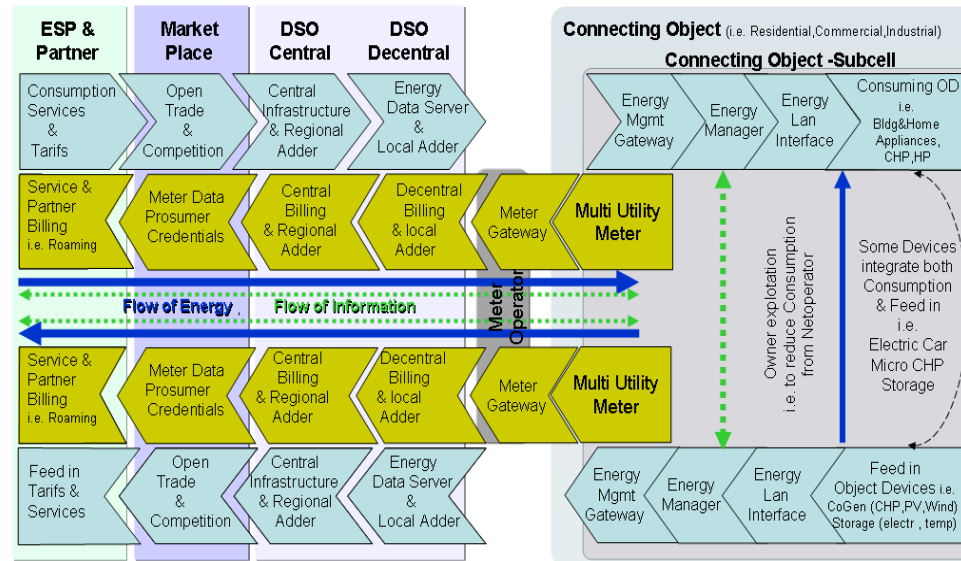 ESP &
Partner
Market
Place
DSO
Central
DSO
Decentral
Connecting Object (i.e. Residential,Commercial,Industrial)
Connecting Object -Subcell
Consumption
Services
&
Tarifs
Open
Trade
&
Competition
Central
Infrastructure
& Regional
Adder
Energy
Data Server
&
Local Adder
Energy
Mgmt
Gateway
Energy
Manager
Energy
Lan
Interface
Consuming OD
i.e.
Bldg&Home
Appliances,
CHP,HP
Service &
Partner
Billing
i.e. Roaming
Meter Data
Prosumer
Credentials
Central
Billing
& Regional
Adder
Decentral
Billing
& local
Adder
Meter
Gateway
Multi Utility
Meter
Flow of Energy ,
Flow of Information
Meter
Operator
Owner explotation
i.e. to reduce Consumption
from Netoperator
Some Devices
integrate both
Consumption
& Feed in
i.e.
Electric Car
Micro CHP
Storage
Service &
Partner
Billing
i.e. Roaming
Meter Data
Prosumer
Credentials
Central
Billing
& Regional
Adder
Decentral
Billing
& local
Adder
Meter
Gateway
Multi Utility
Meter
Feed in
Tarifs &
Services
Open
Trade
& Competition
Central
Infrastructure
& Regional
Adder
Energy
Data Server
&
Local Adder
Energy
Mgmt
Gateway
Energy
Manager
Energy
Lan
Interface
Feed in
Object Devices i.e.
CoGen (CHP,PV,Wind)
Storage (electr , temp)